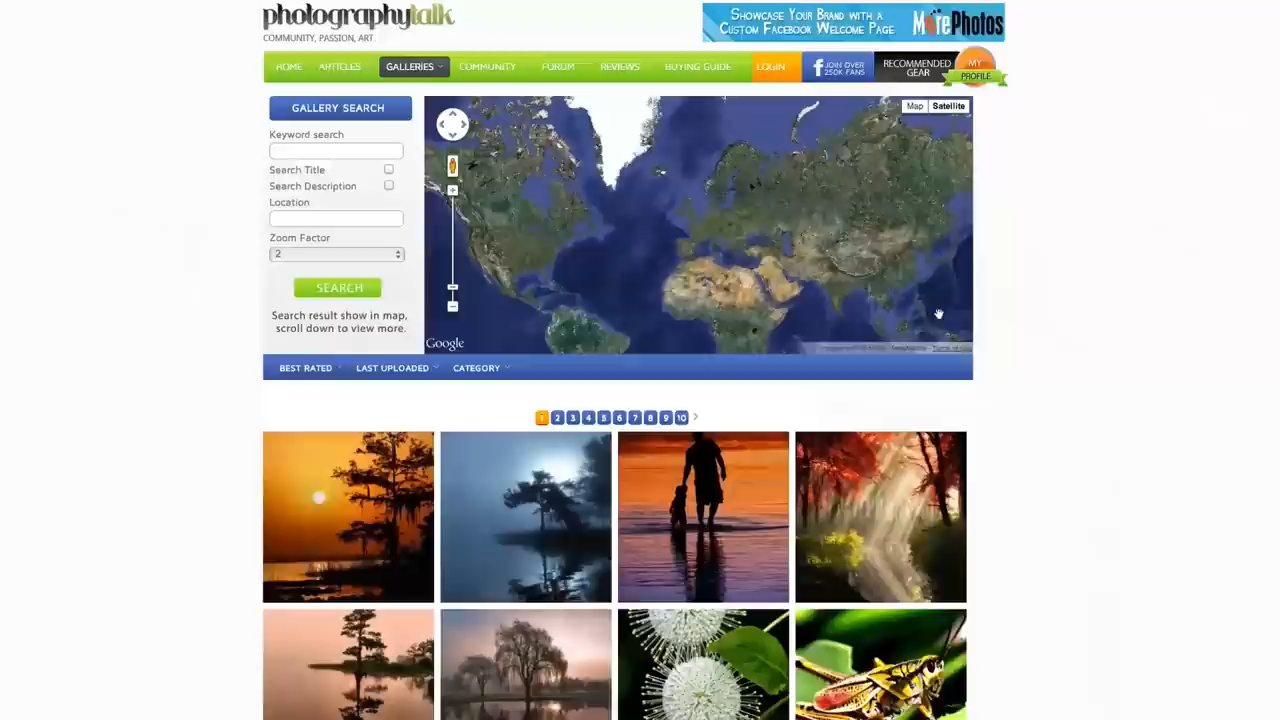 photographytalk
COMMUNITY, PASSION, ART.
SHOWCASE YOUR BRAND WITH A
CUSTOM FACEBOOK WELCOME PAGE
MorePhotos
HOME
ARTICLES
GALLERIES
COMMUNITY
FORUM
REVIEWS
BUYING GUIDE
LOGIN
f JOIN OVER
250K FANS
RECOMMENDED
GEAR
MY
PROFILE
GALLERY SEARCH
Keyword search
Search Title
Search Description
Location
Zoom Factor
2
SEARCH
Search result show in map,
scroll down to view more.
Map
Satellite
Google
BEST RATED
LAST UPLOADED
CATEGORY
1 2 3 4 5 6 7 8 9 10 >